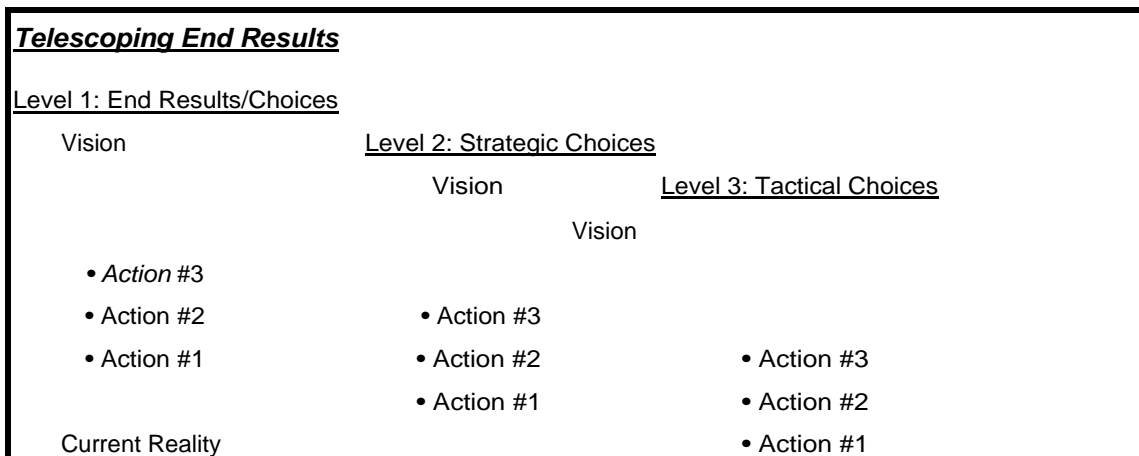 Telescoping End Results
Level 1: End Results/Choices
Vision Level 2: Strategic Choices
Vision Level 3: Tactical Choices
Vision
• Action #3
• Action #2 • Action #3
• Action #1 • Action #2 • Action #3
• Action #1 • Action #2
Current Reality • Action #1